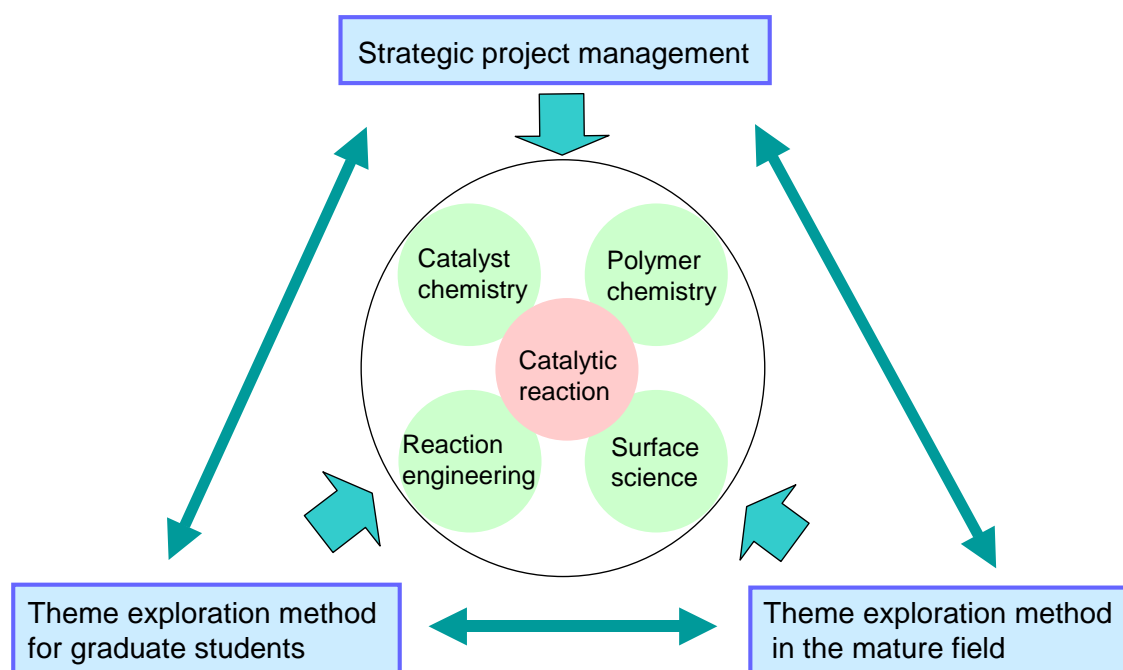 Strategic project management
Catalyst
chemistry
Polymer
chemistry
Catalytic
reaction
Reaction
engineering
Surface
science
Theme exploration method
for graduate students
Theme exploration method
in the mature field